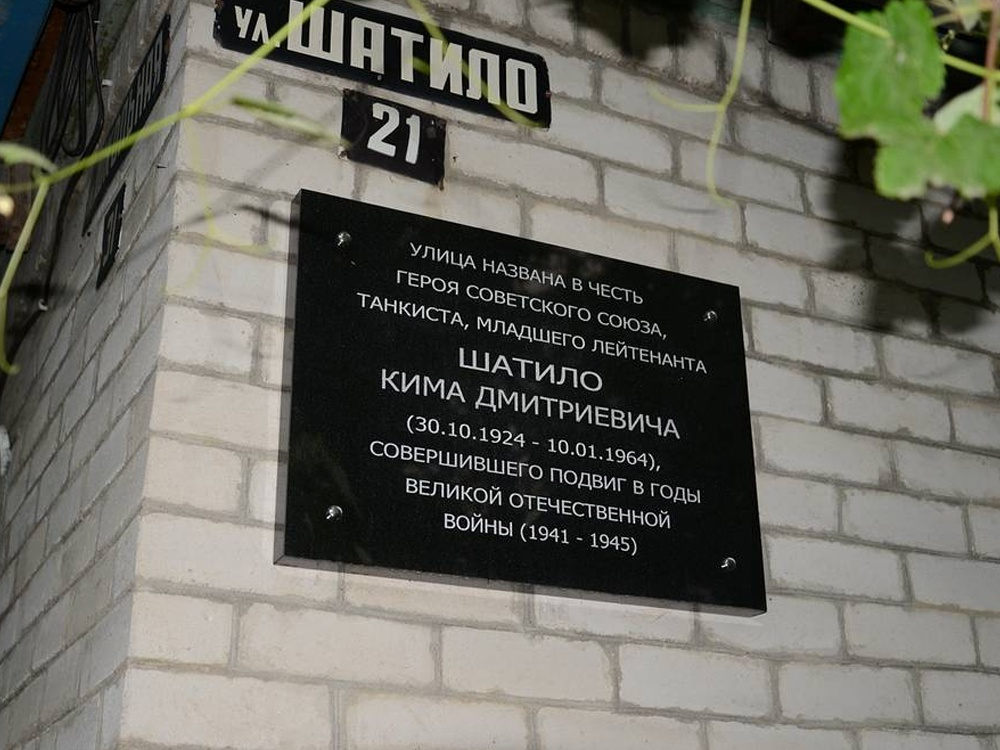 УЛ. ШАТИЛО
21
УЛИЦА НАЗВАНА В ЧЕСТЬ
ГЕРОЯ СОВЕТСКОГО СОЮЗА,
ТАНКИСТА, МЛАДШЕГО ЛЕЙТЕНАНТА
ШАТИЛО
КИМА ДМИТРИЕВИЧА
(30.10.1924 - 10.01.1964),
СОВЕРШИВШЕГО ПОДВИГ В ГОДЫ
ВЕЛИКОЙ ОТЕЧЕСТВЕННОЙ
ВОЙНЫ (1941 - 1945)